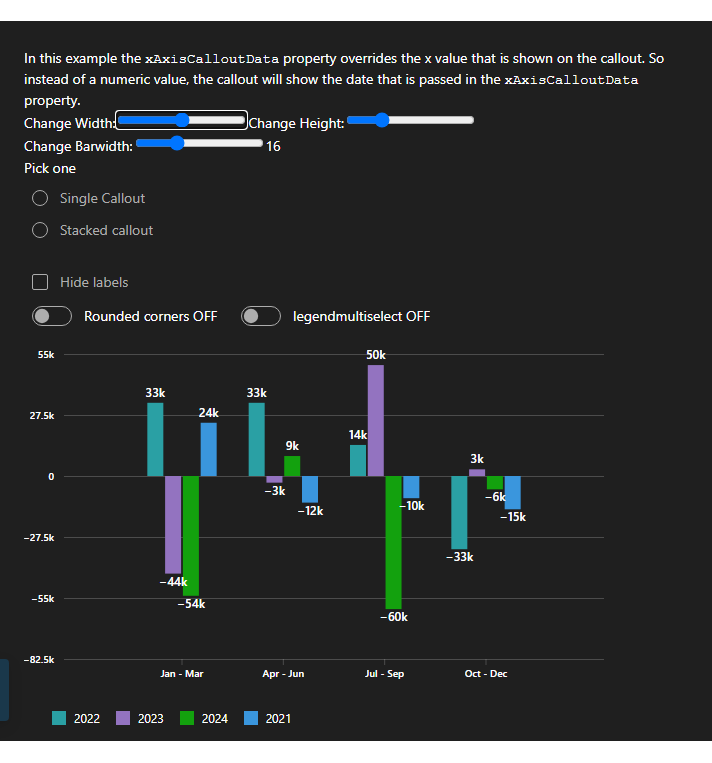 In this example the xAxisCalloutData property overrides the x value that is shown on the callout. So
instead of a numeric value, the callout will show the date that is passed in the xAxisCalloutData
property.
Change Width: Change Height:
Change Barwidth: 16
Pick one
Single Callout
Stacked callout
Hide labels
Rounded corners OFF legendmultiselect OFF
55k
27.5k
0
−27.5k
−55k
−82.5k
33k
−44k
−54k
24k
33k
−3k
9k
−12k
14k
50k
−60k
−10k
−33k
3k
−6k
−15k
Jan - Mar Apr - Jun Jul - Sep Oct - Dec
2022 2023 2024 2021